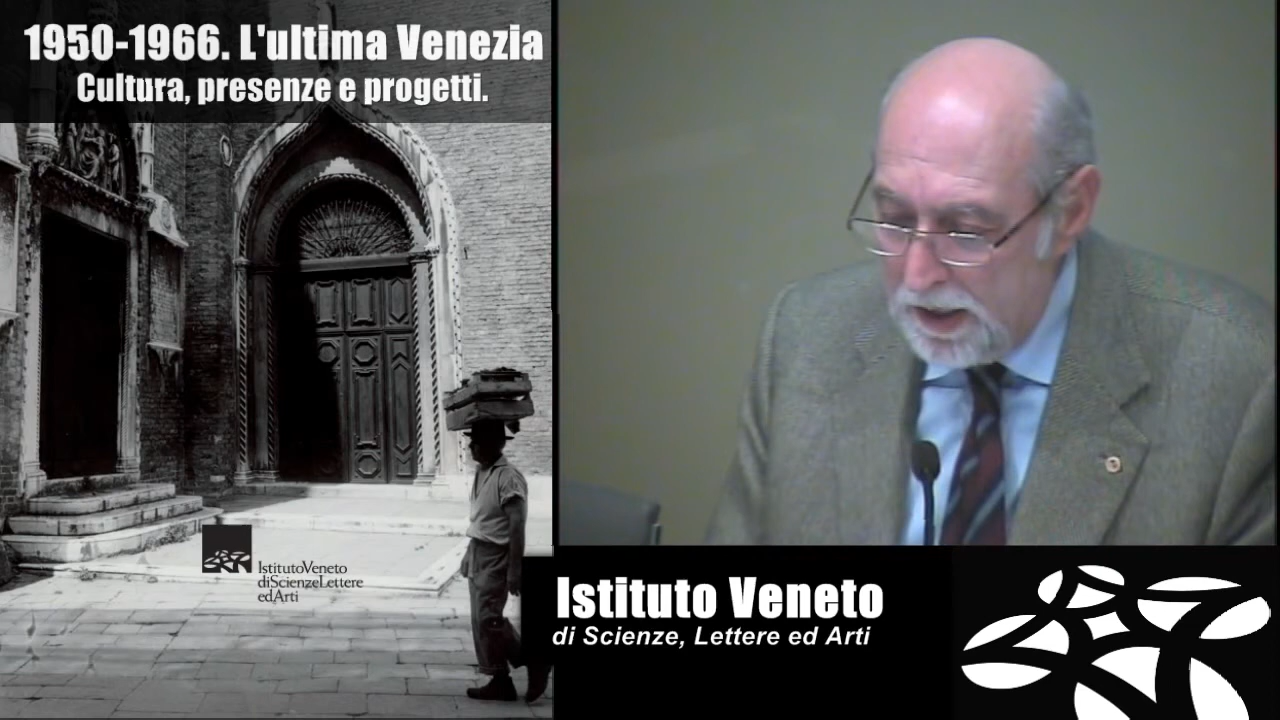 1950-1966. L'ultima Venezia
Cultura, presenze e progetti.
IstitutoVeneto
diScienzeLettere
edArti
Istituto Veneto
di Scienze, Lettere ed Arti